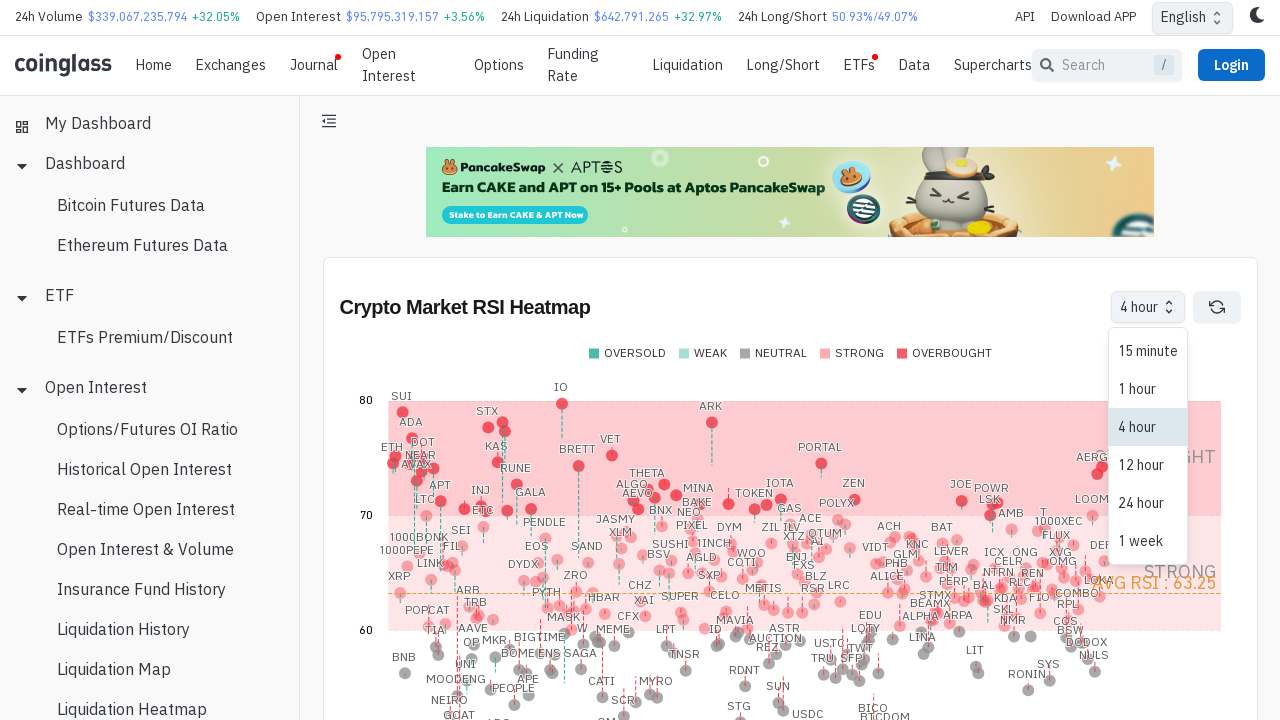 24h Volume $339,067,235,794 +32.05% Open Interest $95,795,319,157 +3.56% 24h Liquidation $642,791,265 +32.97% 24h Long/Short 50.93%/49.07% API Download APP English
coinglass Home Exchanges Journal Open Interest Options Funding Rate Liquidation Long/Short ETFs Data Supercharts Search / Login
My Dashboard
Dashboard
Bitcoin Futures Data
Ethereum Futures Data
ETF
ETFs Premium/Discount
Open Interest
Options/Futures OI Ratio
Historical Open Interest
Real-time Open Interest
Open Interest & Volume
Insurance Fund History
Liquidation History
Liquidation Map
Liquidation Heatmap
PancakeSwap X APTOS
Earn CAKE and APT on 15+ Pools at Aptos PancakeSwap
Stake to Earn CAKE & APT Now
Crypto Market RSI Heatmap
4 hour
15 minute
1 hour
4 hour
12 hour
24 hour
1 week
OVERSOLD WEAK NEUTRAL STRONG OVERBOUGHT
80
70
60
SUI
IO
STX
ARK
ADA
ETH
DOT
NEAR
AVAX
KAS
VET
BRETT
PORTAL
RUNE
THETA
ALGO
AEVO
APT
LTC
INJ
ETC
GALA
MINA
BAKE
BNX
NEO
TOKEN
IOTA
GAS
ZEN
POLYX
JOE
POWR
LSK
LOOM
PENDLE
SEI
JASMY
XLM
PIXEL
DYM
ZIL
ILV
ACE
XTZ
QTUM
ACH
BAT
AMB
T
1000XEC
FLUX
1000BONK
1000PEPE
FIL
LINK
EOS
SAND
SUSHI
BSV
1INCH
AGLD
WOO
COTI
ENJ
FXS
VIDT
KNC
GLM
LEVER
ICX
ONG
XVG
OMG
CELR
XRP
DYDX
ZRO
PYTH
CHZ
SXP
BLZ
RSR
LRC
PHB
ALICE
TLM
PERP
NTRN
REN
BAL
RLC
LOKA
COMBO
STRONG
AVG RSI : 63.25
ARB
TRB
POPCAT
HBAR
XAI
SUPER
CELO
METIS
STMX
BEAMX
KDA
FIO
RPL
SKL
TIA
AAVE
MASK
W
CFX
MEME
LPT
ID
MAVIA
ASTR
EDU
LQTY
ALPHA
ARPA
NMR
BNB
OP
MKR
BIGTIME
BOME
ENS
SAGA
TNSR
AUCTION
REZ
USTC
TRU
TWT
SFP
LINA
LIT
BSW
DODOX
NULS
UNI
MOODENG
APE
PEOPLE
CATI
MYRO
RDNT
SUN
RONIN
SYS
NEIRO
GOAT
SCR
STG
USDC
BICO
BTCDOM